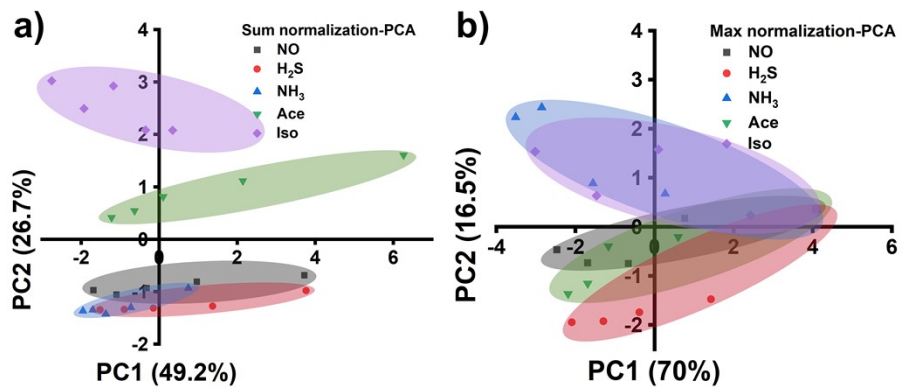 a)
Sum normalization-PCA
NO
H₂S
NH₃
Ace
Iso
4
3
2
1
0
-1
-2
-2
0
2
4
6
PC2 (26.7%)
PC1 (49.2%)
b)
Max normalization-PCA
NO
H₂S
NH₃
Ace
Iso
4
3
2
1
0
-1
-2
-4
-2
0
2
4
6
PC2 (16.5%)
PC1 (70%)